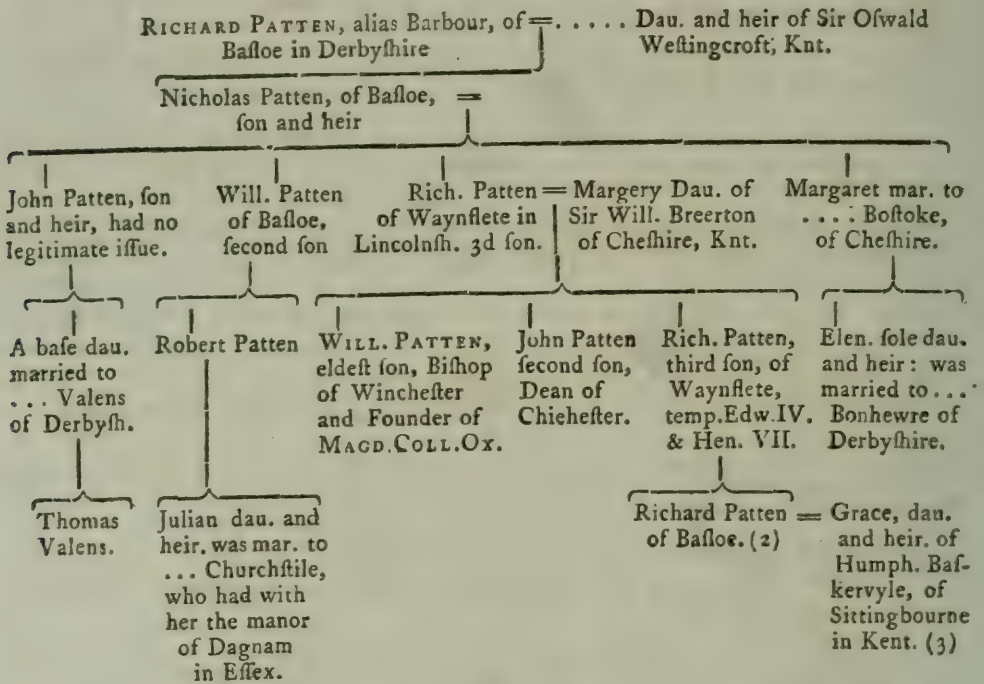 RICHARD PATTEN, alias Barbour, of =. . . . . Dau. and heir of Sir Oſwald
Baſloe in Derbyſhire
Weſtingcroft, Knt.
Nicholas Patten, of Baſloe, =
ſon and heir
John Patten, ſon
and heir, had no
legitimate iſſue.
Will. Patten
of Baſloe,
ſecond ſon
Rich. Patten =
of Waynflete in
Lincolnſh. 3d ſon.
Margery Dau. of
Sir Will. Breerton
of Cheſhire, Knt.
Margaret mar. to
. . . . Boſtoke,
of Cheſhire.
A baſe dau.
married to
... Valens
of Derbyſh.
Robert Patten
WILL. PATTEN,
eldeſt ſon, Biſhop
of Wincheſter
and Founder of
MAGD. COLL. OX.
John Patten
ſecond ſon,
Dean of
Chieheſter.
Rich. Patten,
third ſon, of
Waynflete,
temp. Edw. IV.
& Hen. VII.
Elen. ſole dau.
and heir: was
married to ...
Bonhewre of
Derbyſhire.
Thomas
Valens.
Julian dau. and
heir, was mar. to
... Churchſtile,
who had with
her the manor
of Dagnam
in Eſſex.
Richard Patten =
of Baſloe. (2)
Grace, dau.
and heir. of
Humph. Baſ-
kervyle, of
Sittingbourne
in Kent. (3)